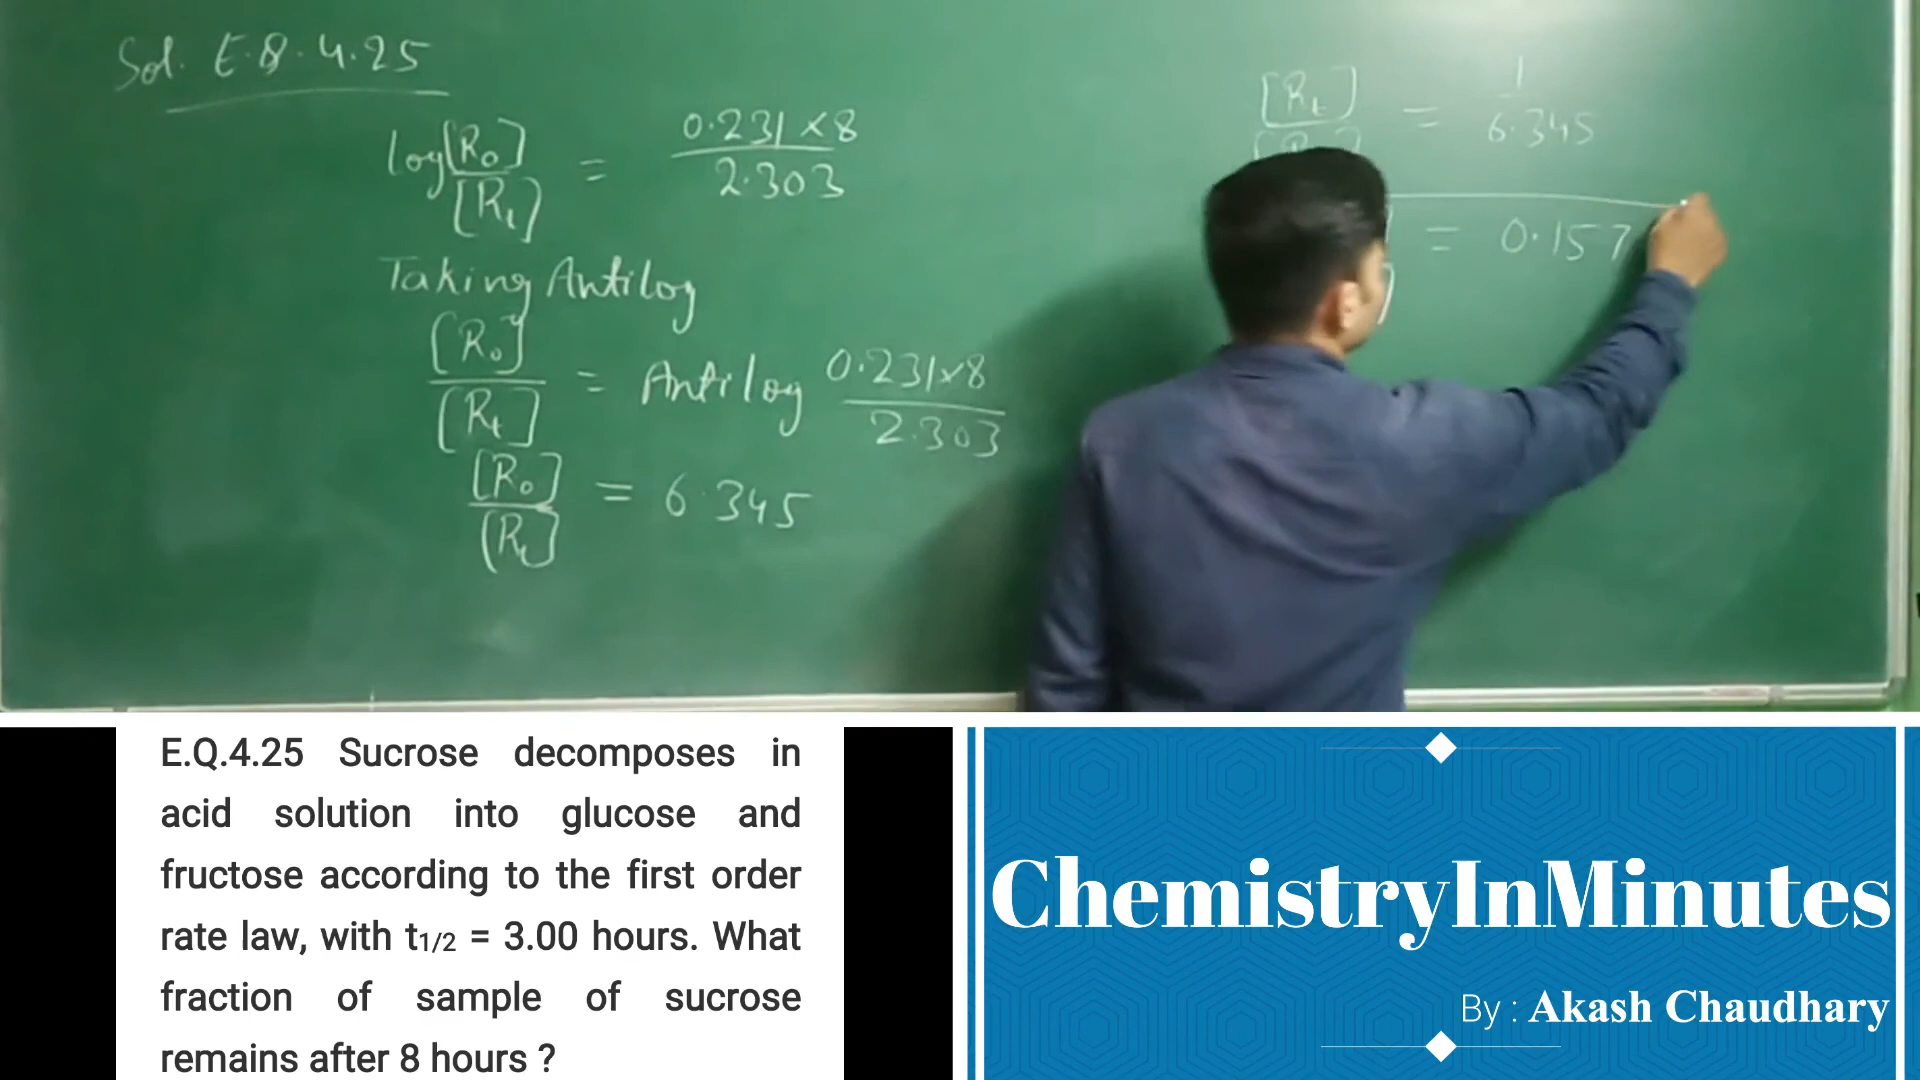 Sol. E.Q.4.25
log [R₀] / [Rₜ] = 0.231 × 8 / 2.303
Taking Antilog
[R₀] / [Rₜ] = Antilog 0.231×8 / 2.303
[R₀] / [Rₜ] = 6.345
[Rₜ] = 1 / 6.345
= 0.157
E.Q.4.25 Sucrose decomposes in
acid solution into glucose and
fructose according to the first order
rate law, with t1/2 = 3.00 hours. What
fraction of sample of sucrose
remains after 8 hours ?
ChemistryInMinutes
By : Akash Chaudhary